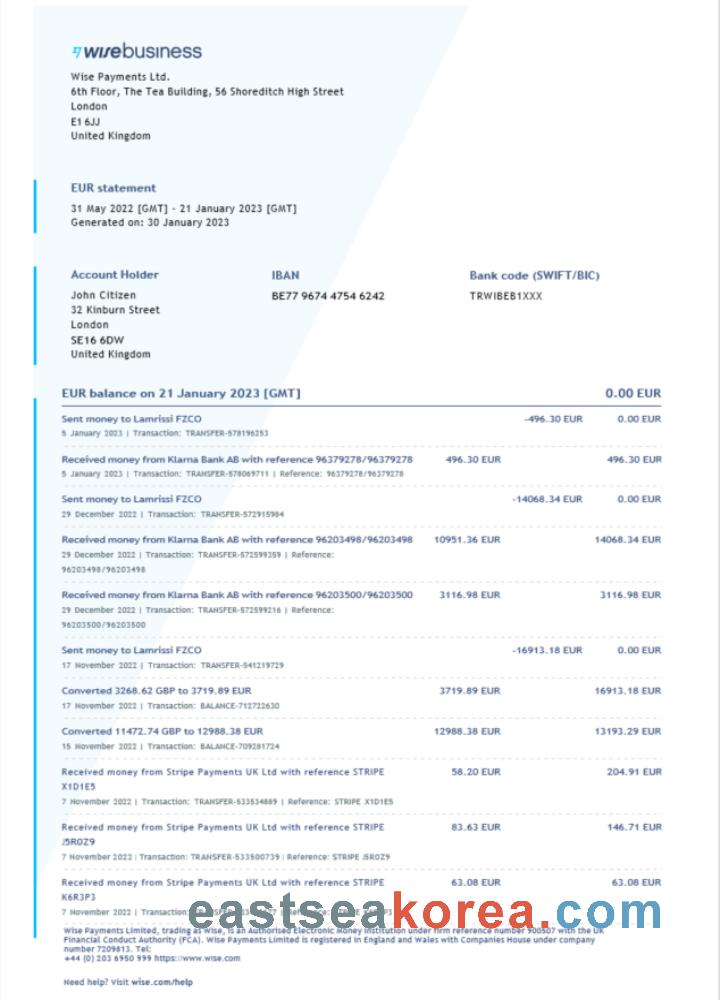 wisebusiness
Wise Payments Ltd.
6th Floor, The Tea Building, 56 Shoreditch High Street
London
E1 6JJ
United Kingdom
EUR statement
31 May 2022 [GMT] - 21 January 2023 [GMT]
Generated on: 30 January 2023
Account Holder IBAN Bank code (SWIFT/BIC)
John Citizen BE77 9674 4754 6242 TRWIBEB1XXX
32 Kinburn Street
London
SE16 6DW
United Kingdom
EUR balance on 21 January 2023 [GMT] 0.00 EUR
Sent money to Lamrissi FZCO -496.30 EUR 0.00 EUR
5 January 2023 | Transaction: TRANSFER-578196253
Received money from Klarna Bank AB with reference 96379278/96379278 496.30 EUR 496.30 EUR
5 January 2023 | Transaction: TRANSFER-578069711 | Reference: 96379278/96379278
Sent money to Lamrissi FZCO -14068.34 EUR 0.00 EUR
29 December 2022 | Transaction: TRANSFER-572915984
Received money from Klarna Bank AB with reference 96203498/96203498 10951.36 EUR 14068.34 EUR
29 December 2022 | Transaction: TRANSFER-572599359 | Reference:
96203498/96203498
Received money from Klarna Bank AB with reference 96203500/96203500 3116.98 EUR 3116.98 EUR
29 December 2022 | Transaction: TRANSFER-572599216 | Reference:
96203500/96203500
Sent money to Lamrissi FZCO -16913.18 EUR 0.00 EUR
17 November 2022 | Transaction: TRANSFER-541219729
Converted 3268.62 GBP to 3719.89 EUR 3719.89 EUR 16913.18 EUR
17 November 2022 | Transaction: BALANCE-712722630
Converted 11472.74 GBP to 12988.38 EUR 12988.38 EUR 13193.29 EUR
15 November 2022 | Transaction: BALANCE-709281724
Received money from Stripe Payments UK Ltd with reference STRIPE 58.20 EUR 204.91 EUR
X1D1E5
7 November 2022 | Transaction: TRANSFER-533534889 | Reference: STRIPE X1D1E5
Received money from Stripe Payments UK Ltd with reference STRIPE 83.63 EUR 146.71 EUR
J5R0Z9
7 November 2022 | Transaction: TRANSFER-533500739 | Reference: STRIPE J5R0Z9
Received money from Stripe Payments UK Ltd with reference STRIPE 63.08 EUR 63.08 EUR
K6R3P3
7 November 2022 | Transaction:
eastseakorea.com
Wise Payments Limited, trading as Wise, is an Authorised Electronic Money Institution under firm reference number 900507 with the UK
Financial Conduct Authority (FCA). Wise Payments Limited is registered in England and Wales with Companies House under company
number 7209813. Tel:
+44 (0) 203 6950 999 https://www.wise.com
Need help? Visit wise.com/help